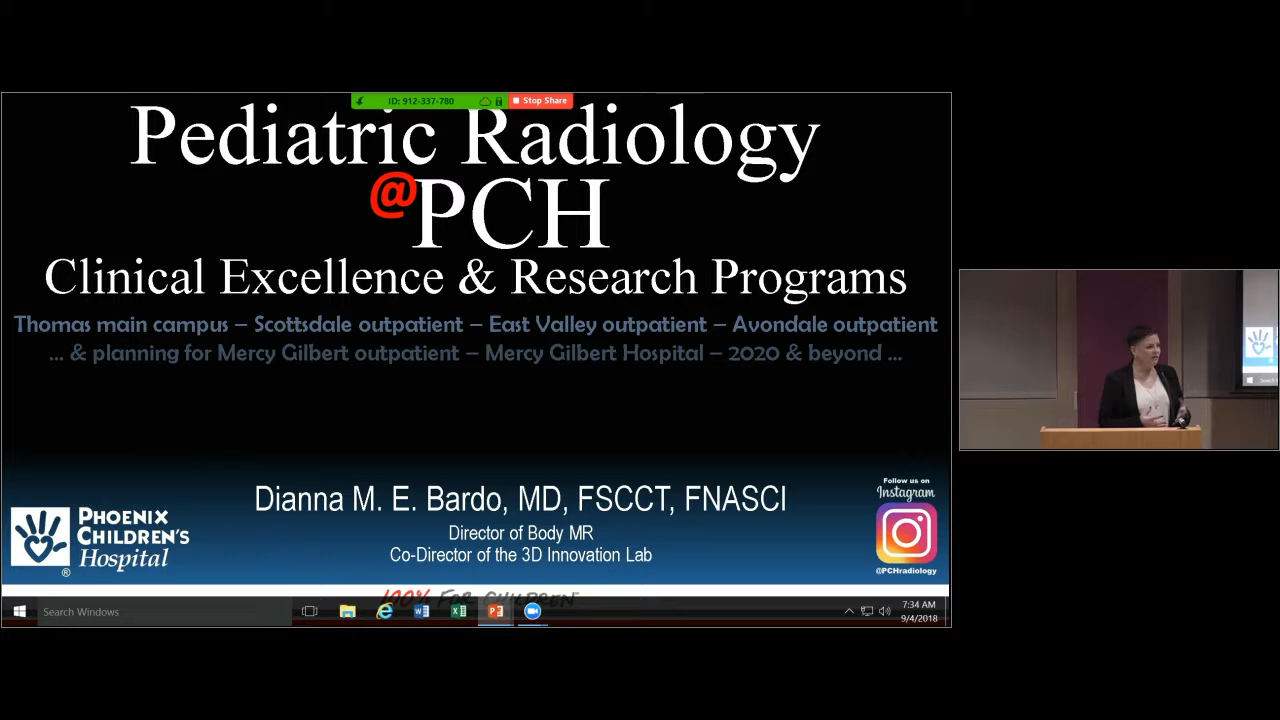 ID: 912-337-780
Stop Share
Pediatric Radiology
@PCH
Clinical Excellence & Research Programs
Thomas main campus – Scottsdale outpatient – East Valley outpatient – Avondale outpatient
... & planning for Mercy Gilbert outpatient – Mercy Gilbert Hospital – 2020 & beyond ...
Dianna M. E. Bardo, MD, FSCCT, FNASCI
Director of Body MR
Co-Director of the 3D Innovation Lab
PHOENIX
CHILDREN'S
Hospital
®
Follow us on
Instagram
@PCHradiology
100% FOR CHILDREN
Search Windows
7:34 AM
9/4/2018